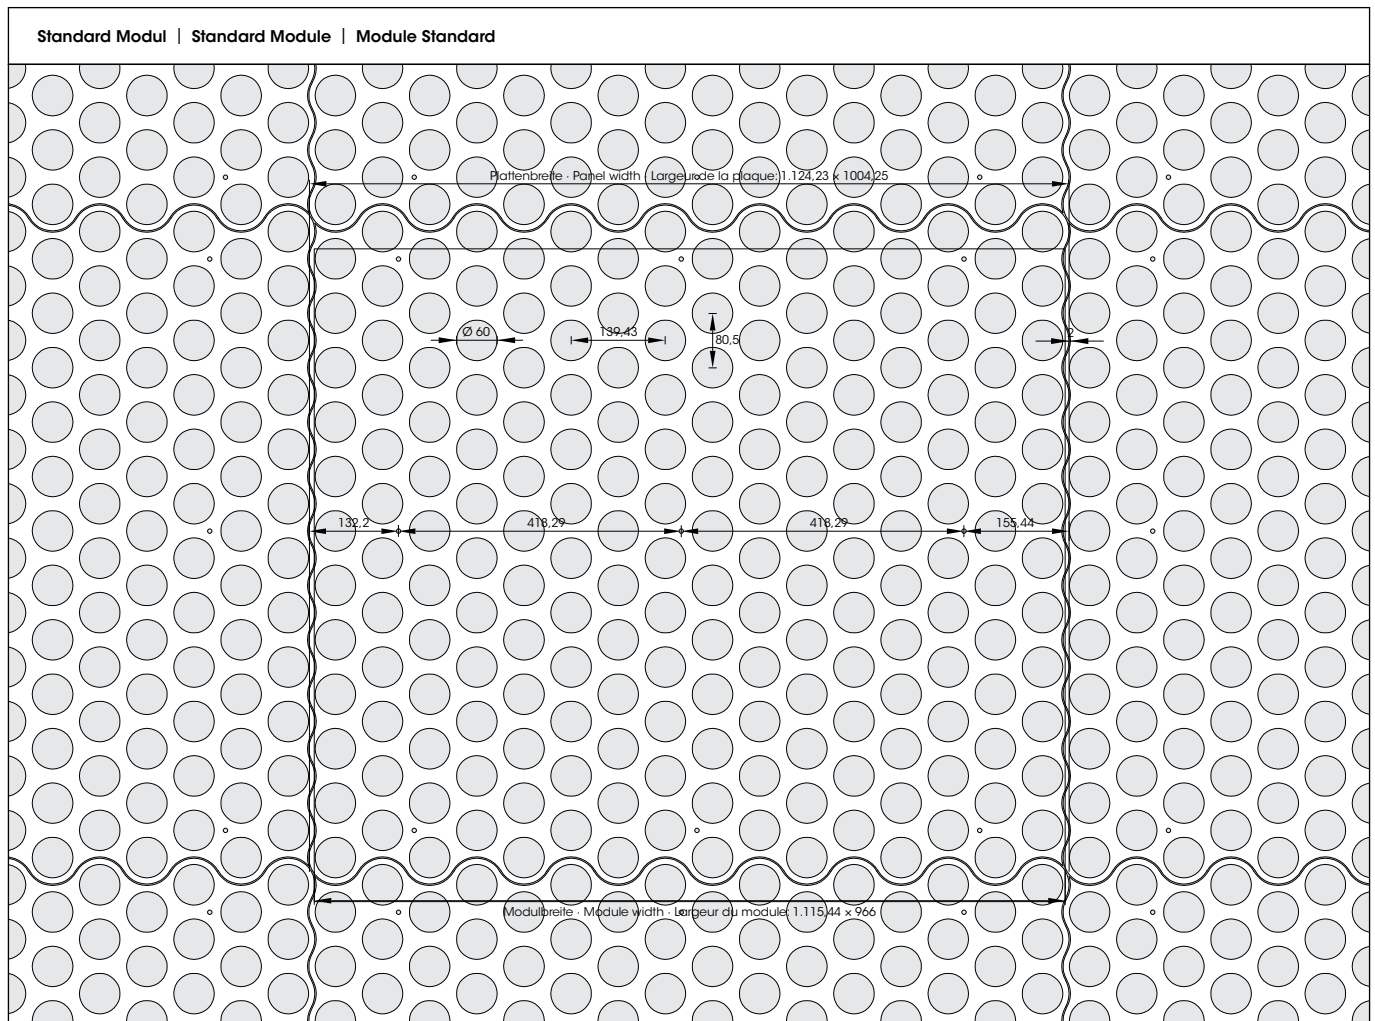 Standard Modul | Standard Module | Module Standard
Plattenbreite · Panel width · Largeur de la plaque: 1.124,23 × 1004,25
Ø 60
139,43
80,5
2
132,2
418,29
418,29
155,44
Modulbreite · Module width · Largeur du module: 1.115,44 × 966